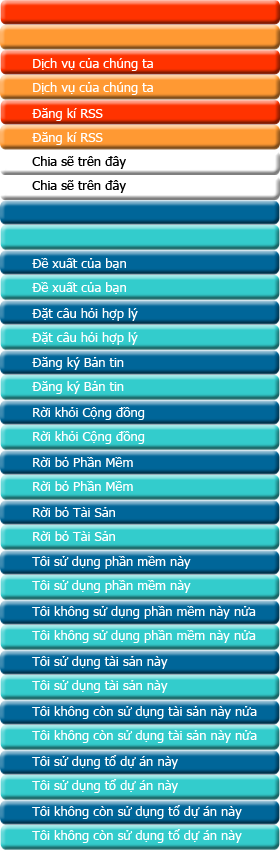 Dịch vụ của chúng ta
Dịch vụ của chúng ta
Đăng kí RSS
Đăng kí RSS
Chia sẽ trên đây
Chia sẽ trên đây
Đề xuất của bạn
Đề xuất của bạn
Đặt câu hỏi hợp lý
Đặt câu hỏi hợp lý
Đăng ký Bản tin
Đăng ký Bản tin
Rời khỏi Cộng đồng
Rời khỏi Cộng đồng
Rời bỏ Phần Mềm
Rời bỏ Phần Mềm
Rời bỏ Tài Sản
Rời bỏ Tài Sản
Tôi sử dụng phần mềm này
Tôi sử dụng phần mềm này
Tôi không sử dụng phần mềm này nửa
Tôi không sử dụng phần mềm này nửa
Tôi sử dụng tài sản này
Tôi sử dụng tài sản này
Tôi không còn sử dụng tài sản này nửa
Tôi không còn sử dụng tài sản này nửa
Tôi sử dụng tổ dự án này
Tôi sử dụng tổ dự án này
Tôi không còn sử dụng tổ dự án này
Tôi không còn sử dụng tổ dự án này